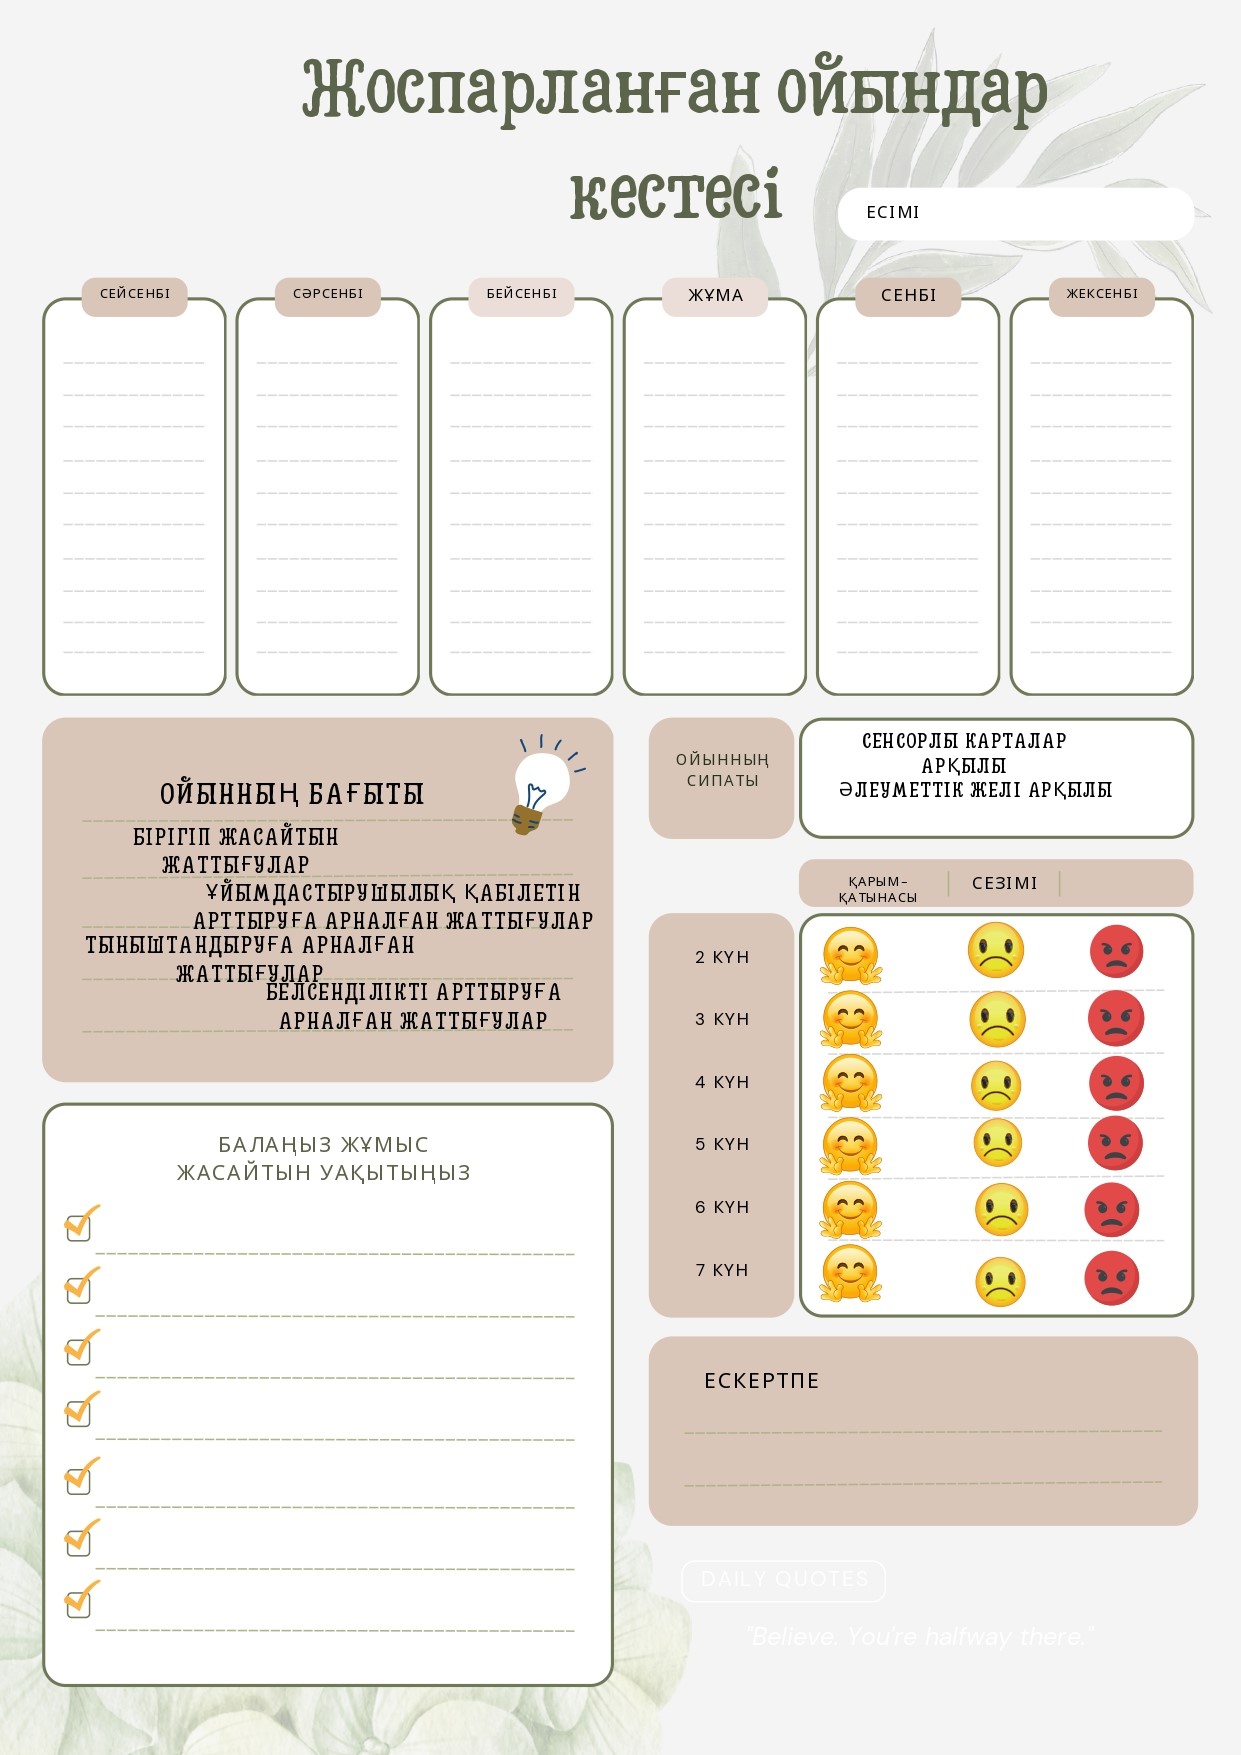 Жоспарланған ойындар
кестесі
ЕСІМІ
СЕЙСЕНБІ
СӘРСЕНБІ
БЕЙСЕНБІ
ЖҰМА
СЕНБІ
ЖЕКСЕНБІ
ОЙЫННЫҢ БАҒЫТЫ
БІРІГІП ЖАСАЙТЫН
ЖАТТЫҒУЛАР
ҰЙЫМДАСТЫРУШЫЛЫҚ ҚАБІЛЕТІН
АРТТЫРУҒА АРНАЛҒАН ЖАТТЫҒУЛАР
ТЫНЫШТАНДЫРУҒА АРНАЛҒАН
ЖАТТЫҒУЛАР
БЕЛСЕНДІЛІКТІ АРТТЫРУҒА
АРНАЛҒАН ЖАТТЫҒУЛАР
ОЙЫННЫҢ
СИПАТЫ
СЕНСОРЛЫ КАРТАЛАР
АРҚЫЛЫ
ӘЛЕУМЕТТІК ЖЕЛІ АРҚЫЛЫ
ҚАРЫМ-
ҚАТЫНАСЫ
СЕЗІМІ
2 КҮН
3 КҮН
4 КҮН
5 КҮН
6 КҮН
7 КҮН
БАЛАҢЫЗ ЖҰМЫС
ЖАСАЙТЫН УАҚЫТЫҢЫЗ
ЕСКЕРТПЕ
DAILY QUOTES
"Believe. You're halfway there."